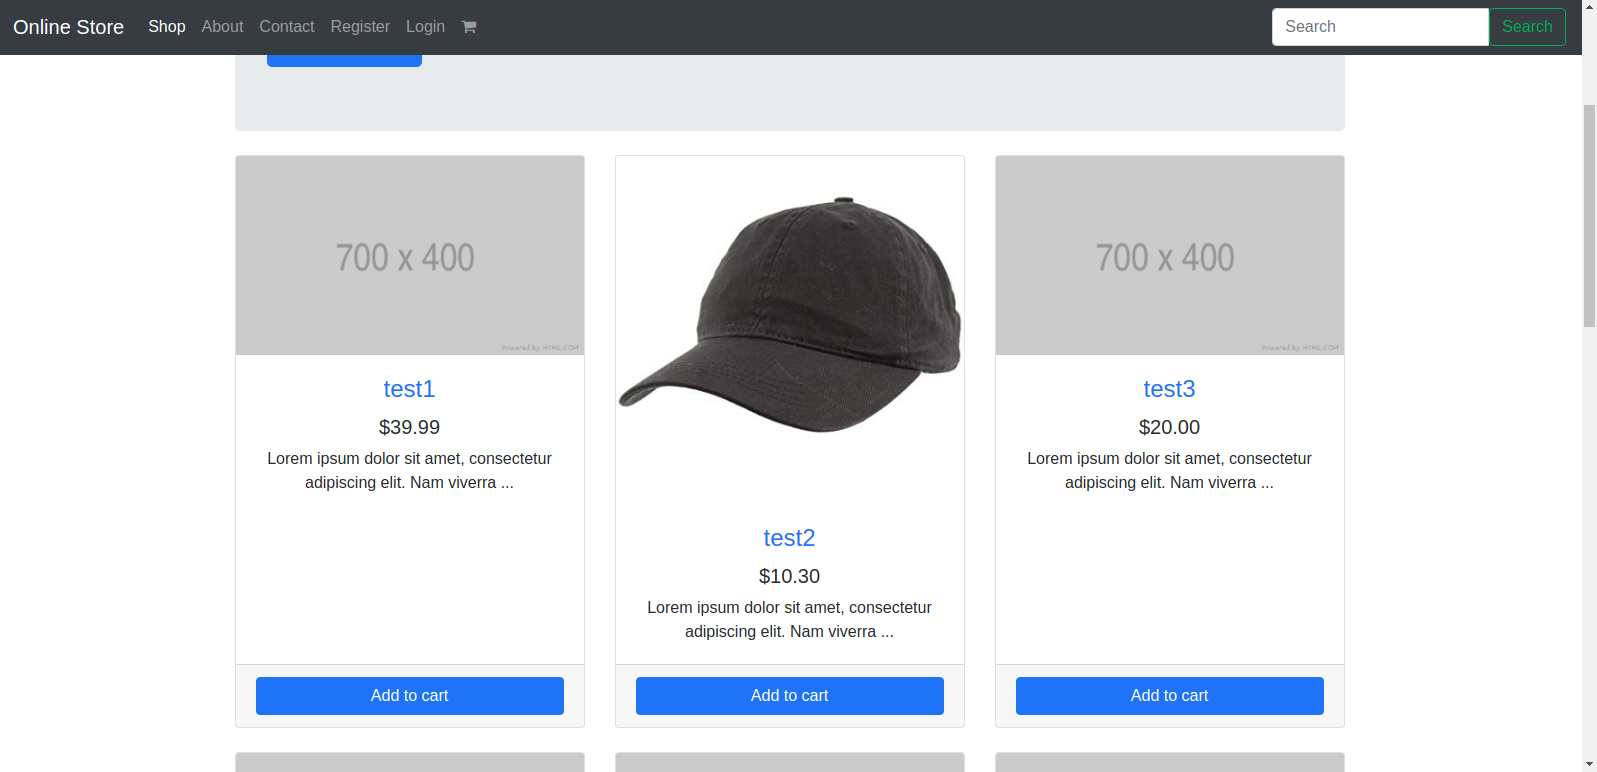 Online Store Shop About Contact Register Login Search Search
700 x 400
Powered by HTML.COM
test1
$39.99
Lorem ipsum dolor sit amet, consectetur
adipiscing elit. Nam viverra ...
Add to cart
test2
$10.30
Lorem ipsum dolor sit amet, consectetur
adipiscing elit. Nam viverra ...
Add to cart
700 x 400
Powered by HTML.COM
test3
$20.00
Lorem ipsum dolor sit amet, consectetur
adipiscing elit. Nam viverra ...
Add to cart